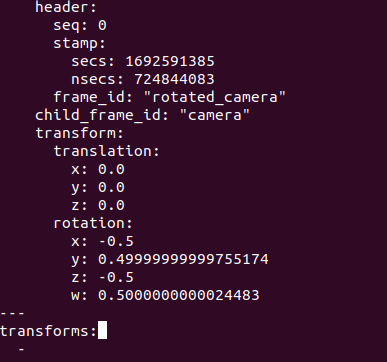 header:
seq: 0
stamp:
secs: 1692591385
nsecs: 724844083
frame_id: "rotated_camera"
child_frame_id: "camera"
transform:
translation:
x: 0.0
y: 0.0
z: 0.0
rotation:
x: -0.5
y: 0.49999999999755174
z: -0.5
w: 0.5000000000024483
---
transforms:
-